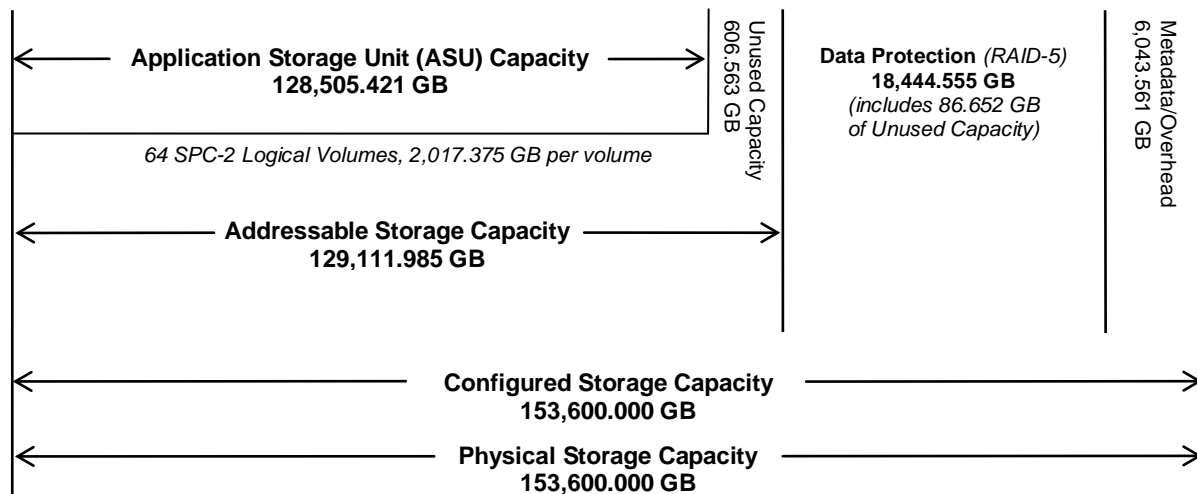 Application Storage Unit (ASU) Capacity
128,505.421 GB
Unused Capacity
606.563 GB
Data Protection (RAID-5)
18,444.555 GB
(includes 86.652 GB
of Unused Capacity)
Metadata/Overhead
6,043.561 GB
64 SPC-2 Logical Volumes, 2,017.375 GB per volume
Addressable Storage Capacity
129,111.985 GB
Configured Storage Capacity
153,600.000 GB
Physical Storage Capacity
153,600.000 GB